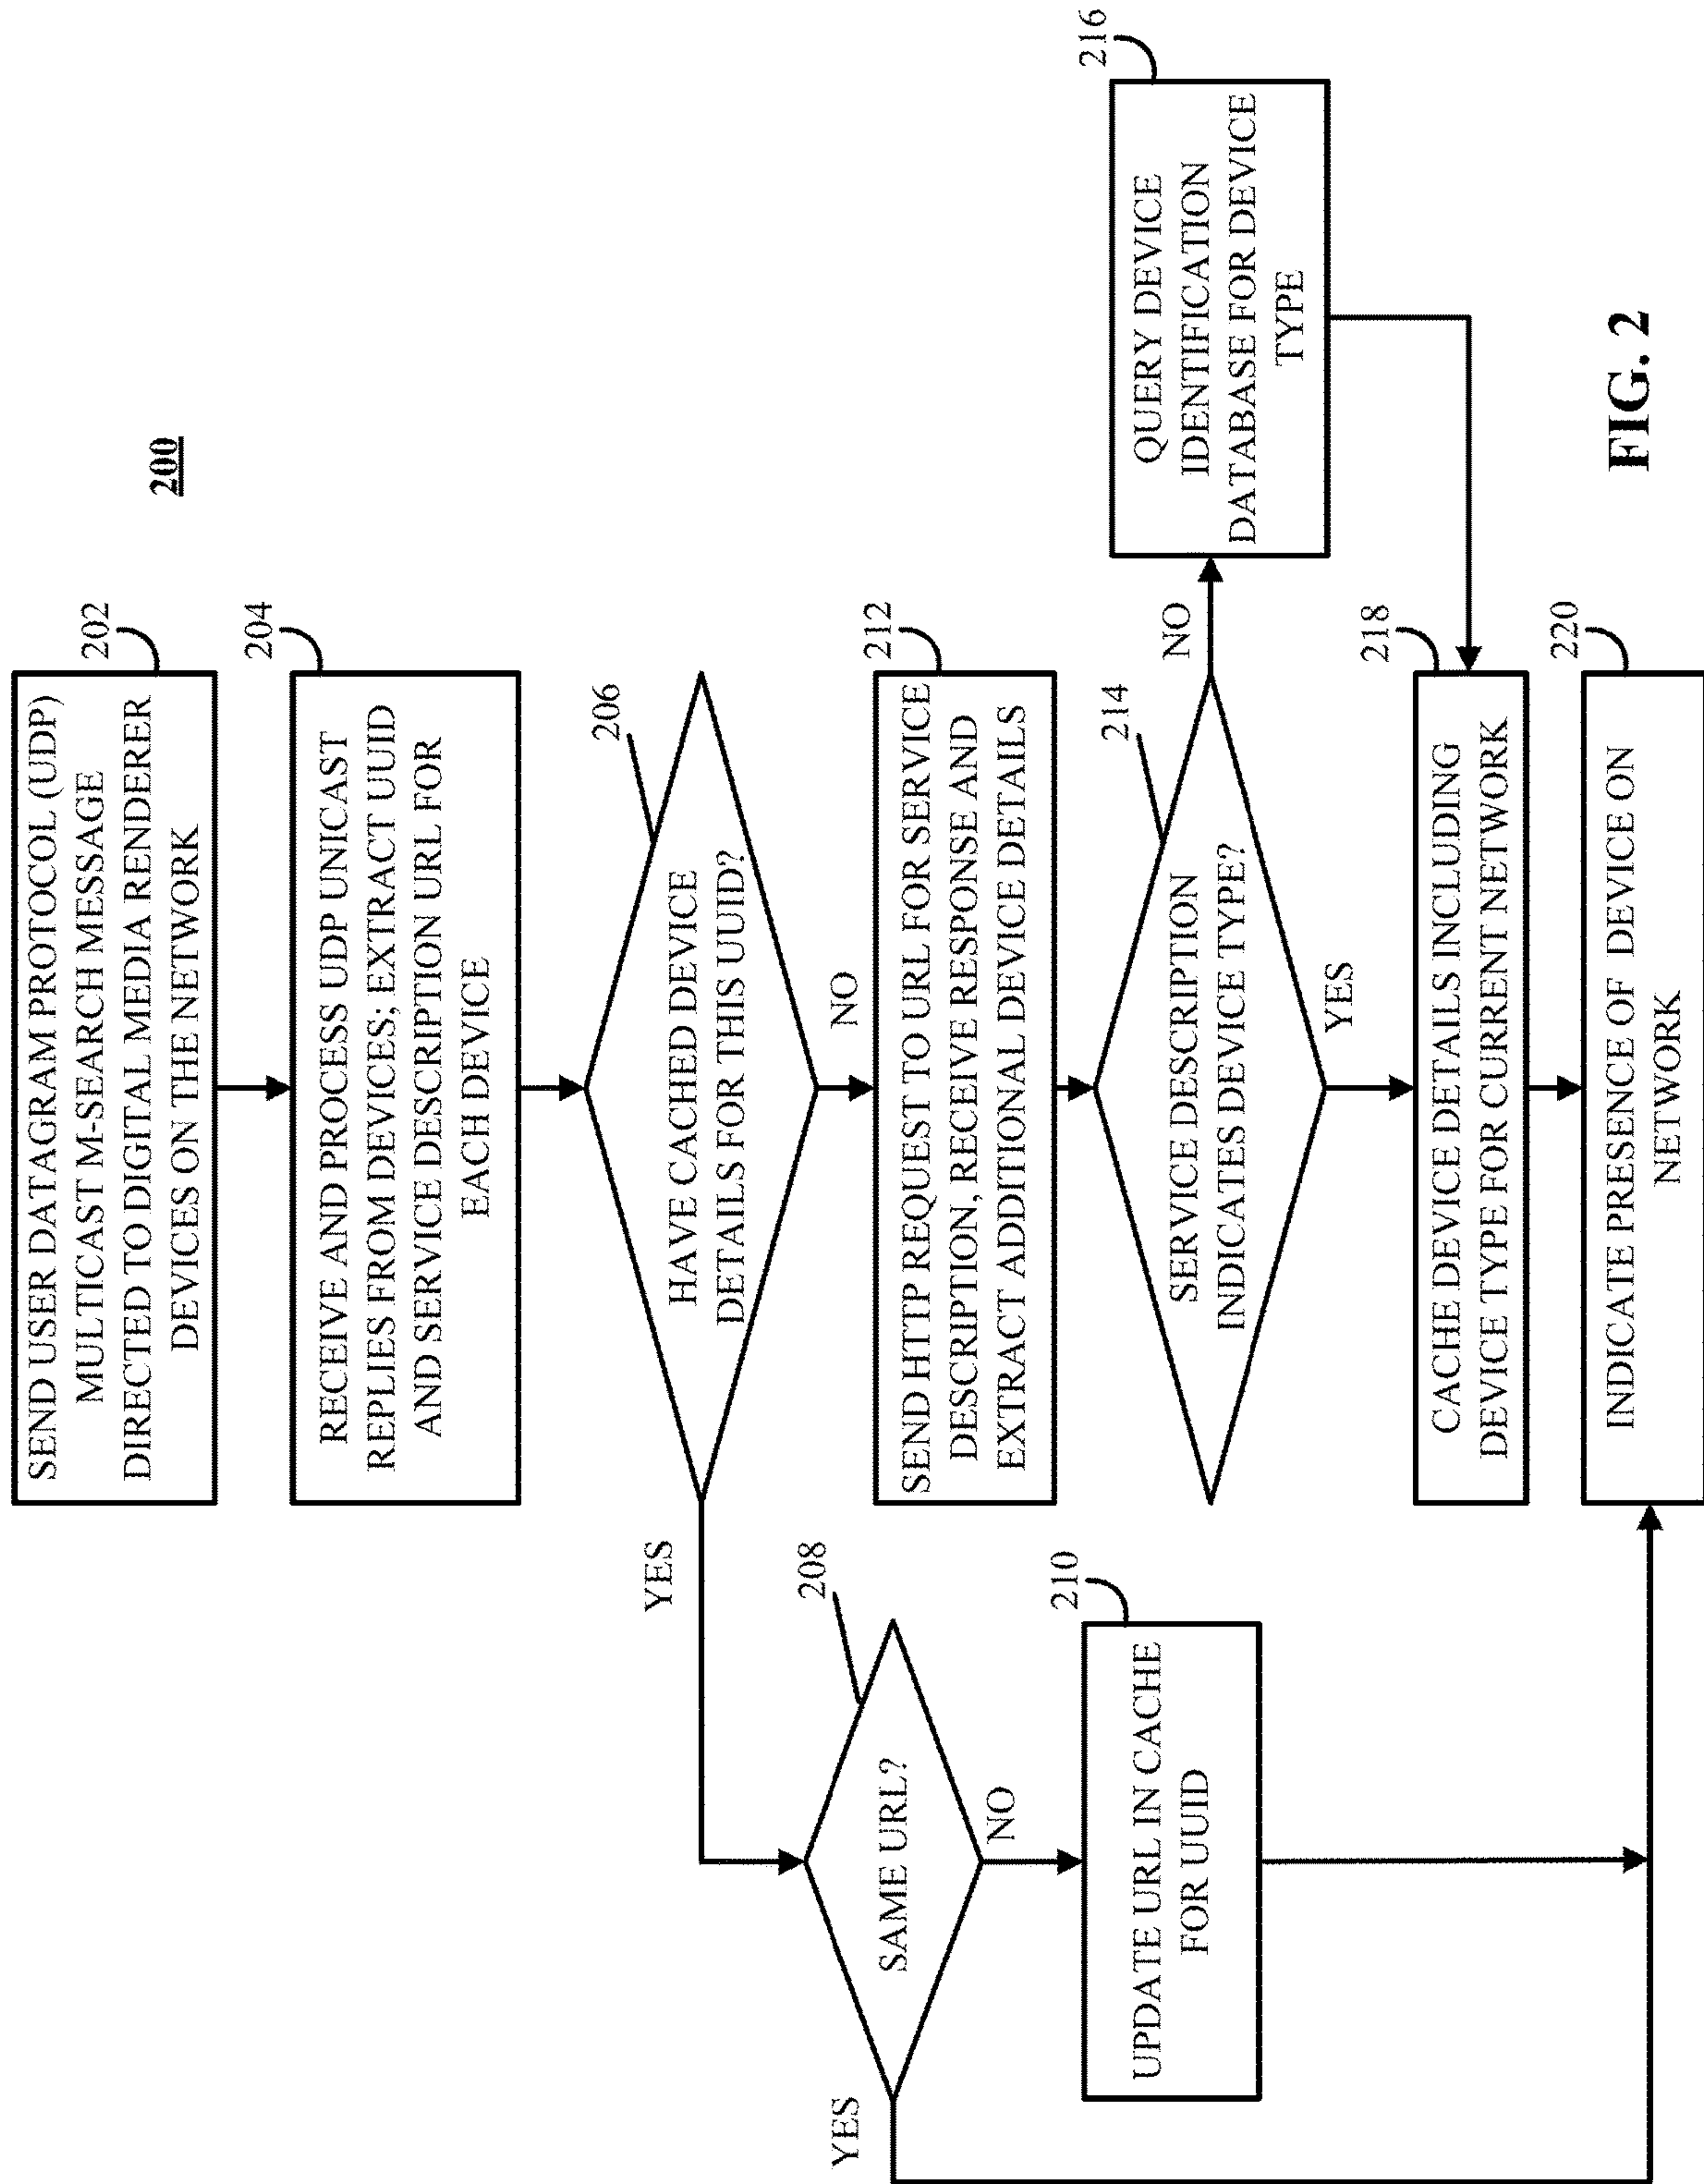 200
SEND USER DATAGRAM PROTOCOL (UDP)
MULTICAST M-SEARCH MESSAGE
DIRECTED TO DIGITAL MEDIA RENDERER
DEVICES ON THE NETWORK
202
RECEIVE AND PROCESS UDP UNICAST
REPLIES FROM DEVICES; EXTRACT UUID
AND SERVICE DESCRIPTION URL FOR
EACH DEVICE
204
HAVE CACHED DEVICE
DETAILS FOR THIS UUID?
206
YES
NO
SAME URL?
208
YES
NO
UPDATE URL IN CACHE
FOR UUID
210
SEND HTTP REQUEST TO URL FOR SERVICE
DESCRIPTION, RECEIVE RESPONSE AND
EXTRACT ADDITIONAL DEVICE DETAILS
212
SERVICE DESCRIPTION
INDICATES DEVICE TYPE?
214
NO
YES
QUERY DEVICE
IDENTIFICATION
DATABASE FOR DEVICE
TYPE
216
CACHE DEVICE DETAILS INCLUDING
DEVICE TYPE FOR CURRENT NETWORK
218
INDICATE PRESENCE OF DEVICE ON
NETWORK
220
FIG. 2